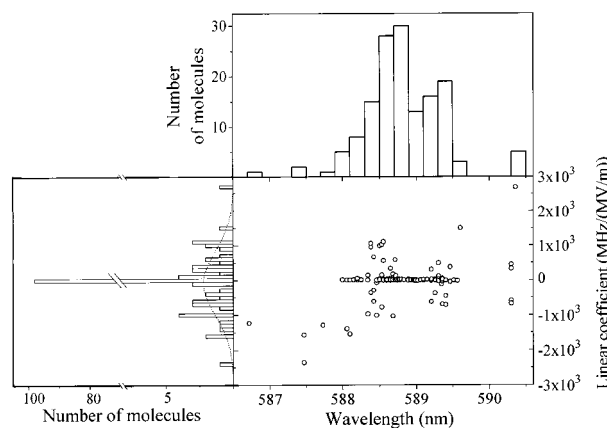 30
20
10
Number
of molecules
3x10³
2x10³
1x10³
0
-1x10³
-2x10³
-3x10³
Linear coefficient (MHz/(MV/m))
100 80 5
Number of molecules
587 588 589 590
Wavelength (nm)